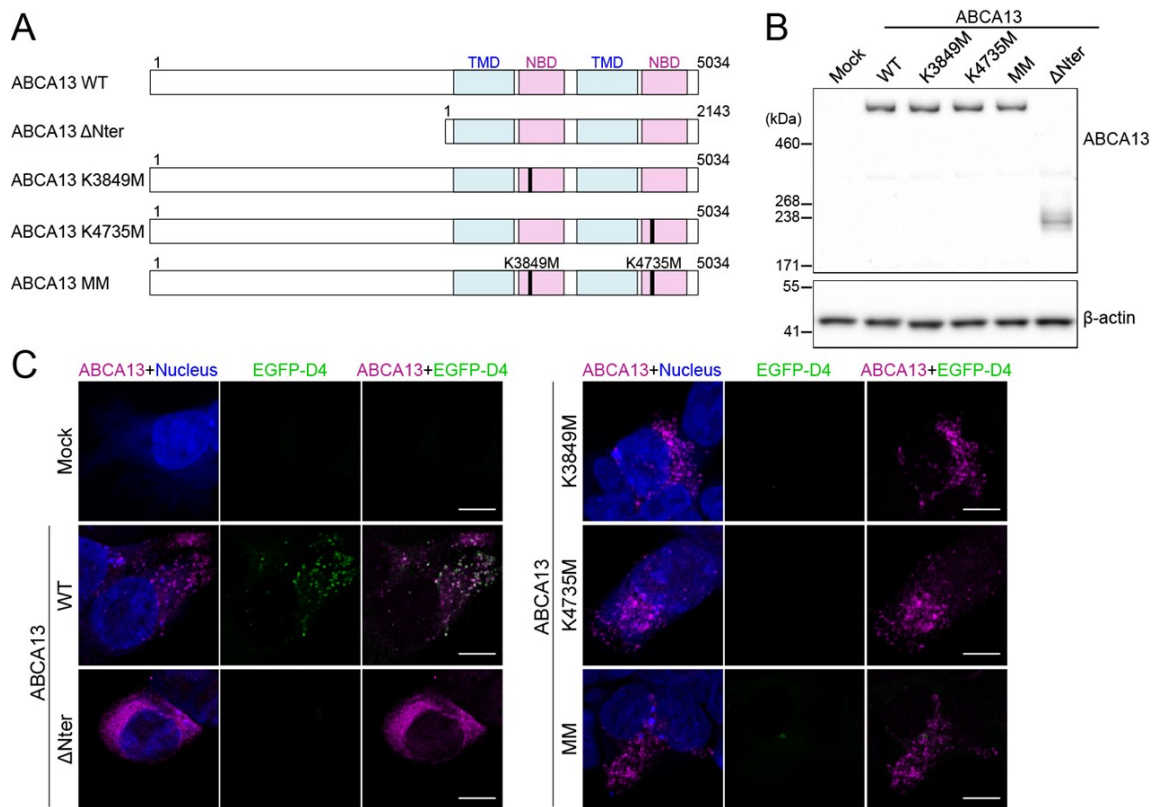 A
1
TMD
NBD
TMD
NBD
5034
ABCA13 WT
1
2143
ABCA13 ΔNter
1
5034
ABCA13 K3849M
1
5034
ABCA13 K4735M
1
K3849M
K4735M
5034
ABCA13 MM
B
ABCA13
Mock
WT
K3849M
K4735M
MM
ΔNter
(kDa)
460
268
238
171
55
41
ABCA13
β-actin
C
ABCA13+Nucleus
EGFP-D4
ABCA13+EGFP-D4
Mock
ABCA13
WT
ΔNter
ABCA13+Nucleus
EGFP-D4
ABCA13+EGFP-D4
ABCA13
K3849M
K4735M
MM